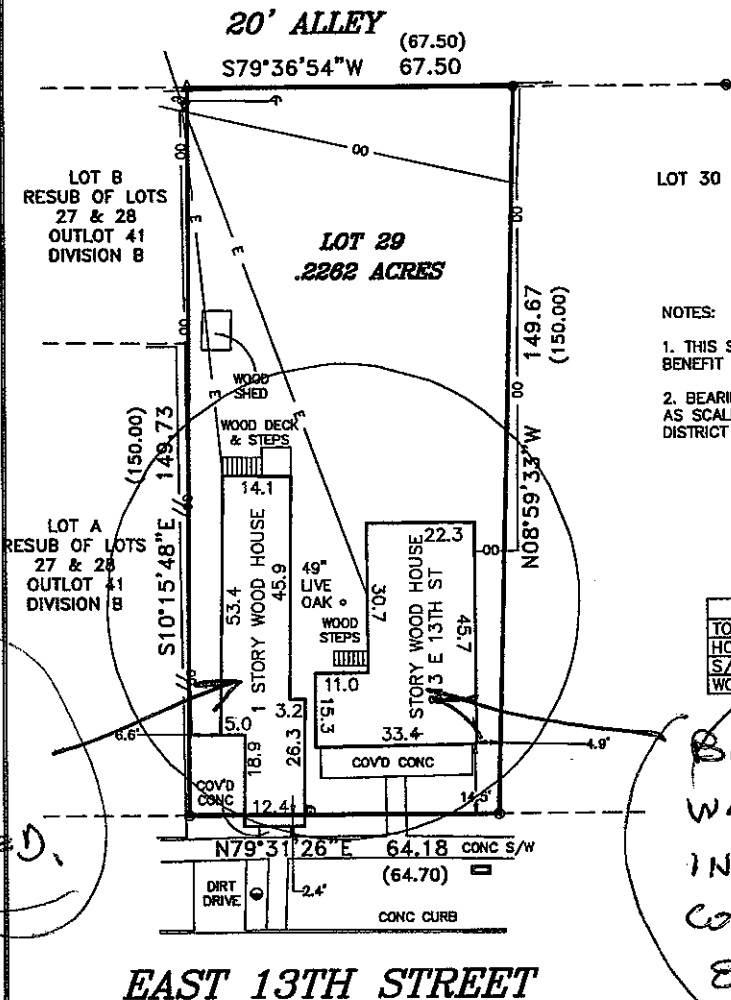 20' ALLEY
(67.50)
S79°36'54"W 67.50
LOT B
RESUB OF LOTS
27 & 28
OUTLOT 41
DIVISION B
LOT 30
LOT 29
.2262 ACRES
NOTES:
1. THIS
BENEFIT
2.
DISTRICT
149.67
(150.00)
N08°59'33"W
WOOD
SHED
WOOD DECK
& STEPS
(150.00)
149.73
S10°15'48"E
LOT A
RESUB OF LOTS
27 & 28
OUTLOT 41
DIVISION B
14.1
53.4
1 STORY WOOD HOUSE
45.9
49"
LIVE
OAK
WOOD
STEPS
22.3
30.7
STORY WOOD HOUSE
3 E 13TH ST
45.7
11.0
15.3
33.4
6.6'
5.0
3.2
18.9
26.3
COV'D CONC
4.9'
COV'D
CONC
12.4
14.5'
N79°31'26"E 64.18 CONC S/W
(64.70)
DIRT
DRIVE
2.4'
CONC CURB
D.
IN
EAST 13TH STREET